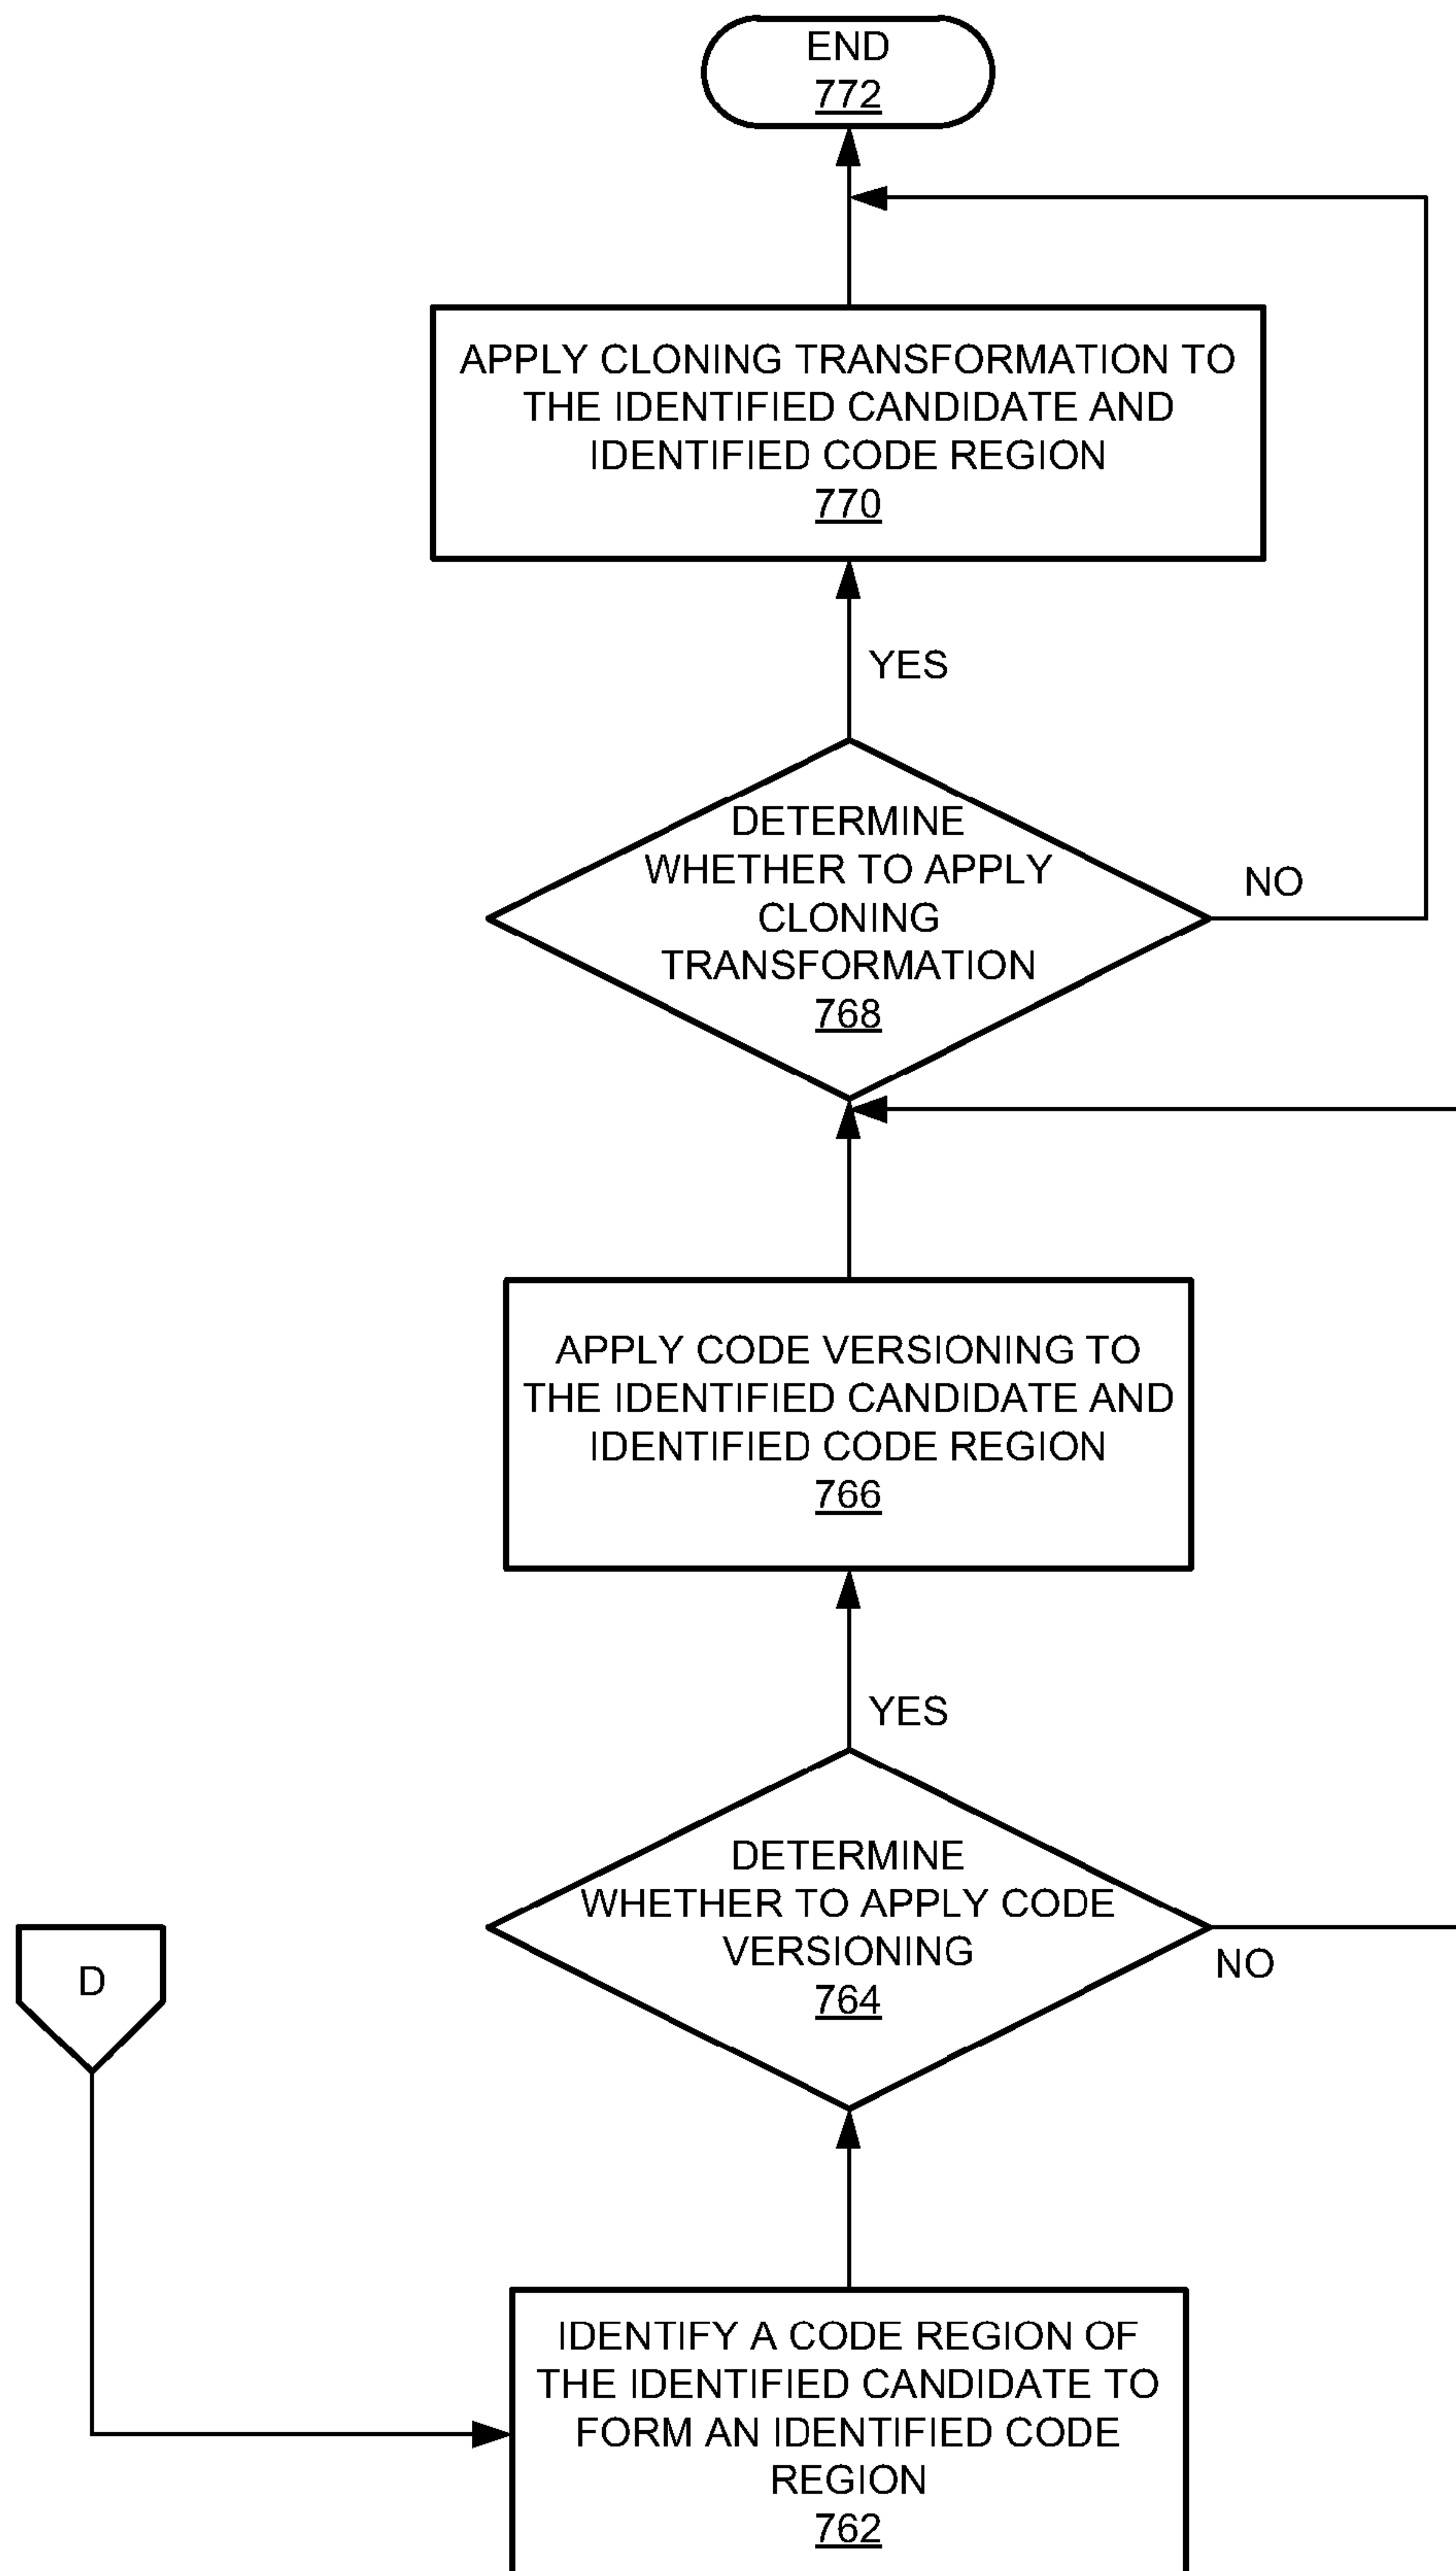 END
772
APPLY CLONING TRANSFORMATION TO
THE IDENTIFIED CANDIDATE AND
IDENTIFIED CODE REGION
770
YES
DETERMINE
WHETHER TO APPLY
CLONING
TRANSFORMATION
768
NO
APPLY CODE VERSIONING TO
THE IDENTIFIED CANDIDATE AND
IDENTIFIED CODE REGION
766
YES
DETERMINE
WHETHER TO APPLY CODE
VERSIONING
764
NO
D
IDENTIFY A CODE REGION OF
THE IDENTIFIED CANDIDATE TO
FORM AN IDENTIFIED CODE
REGION
762